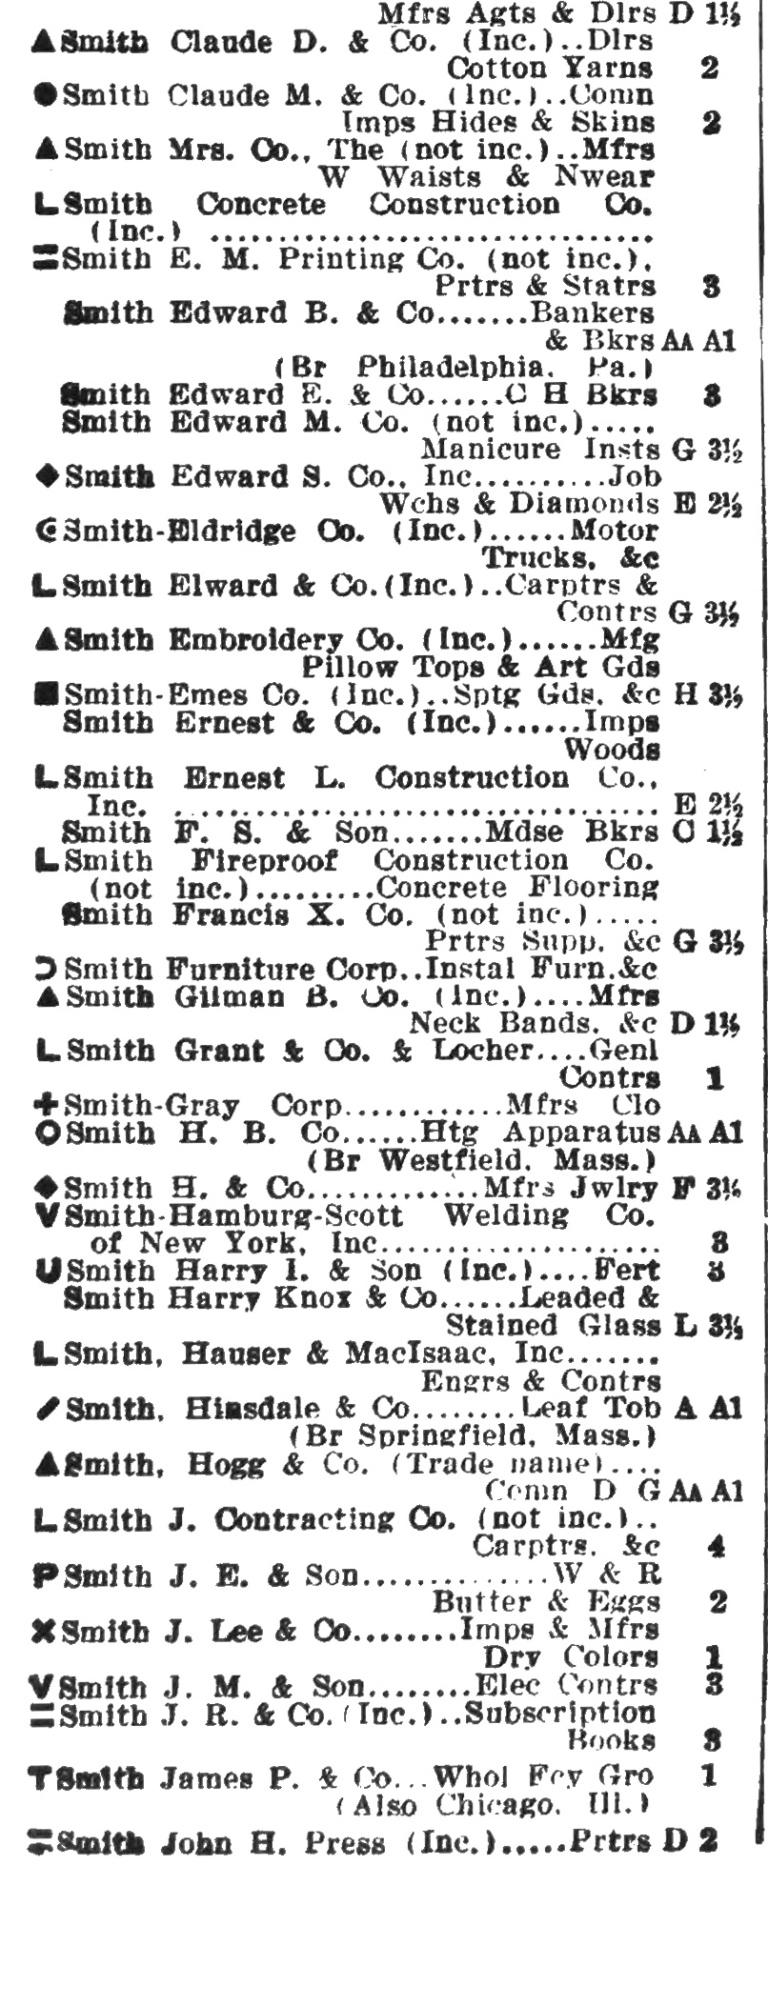 Mfrs Agts & Dlrs D 1½
▲Smith Claude D. & Co. (Inc.)..Dlrs
Cotton Yarns 2
●Smith Claude M. & Co. (Inc.)..Comn
Imps Hides & Skins 2
▲Smith Mrs. Co., The (not inc.)..Mfrs
W Waists & Nwear
LSmith Concrete Construction Co.
(Inc.) .................................
=Smith E. M. Printing Co. (not inc.).
Prtrs & Statrs 3
Smith Edward B. & Co.......Bankers
& Bkrs AA A1
(Br Philadelphia. Pa.)
Smith Edward E. & Co......C H Bkrs 3
Smith Edward M. Co. (not inc.).....
Manicure Insts G 3½
◆Smith Edward S. Co., Inc..........Job
Wchs & Diamonds E 2½
Smith-Eldridge Co. (Inc.)......Motor
Trucks, &c
LSmith Elward & Co.(Inc.)..Carptrs &
Contrs G 3½
▲Smith Embroidery Co. (Inc.)......Mfg
Pillow Tops & Art Gds
■Smith-Emes Co. (Inc.)..Sptg Gds. &c H 3½
Smith Ernest & Co. (Inc.)......Imps
Woods
LSmith Ernest L. Construction Co.,
Inc. ................................... E 2½
Smith F. S. & Son.......Mdse Bkrs C 1½
LSmith Fireproof Construction Co.
(not inc.).........Concrete Flooring
Smith Francis X. Co. (not inc.).....
Prtrs Supp. &c G 3½
⊃Smith Furniture Corp..Instal Furn.&c
▲Smith Gilman B. Co. (Inc.)....Mfrs
Neck Bands. &c D 1½
LSmith Grant & Co. & Locher....Genl
Contrs 1
+Smith-Gray Corp............Mfrs Clo
OSmith H. B. Co......Htg Apparatus AA A1
(Br Westfield. Mass.)
◆Smith H. & Co.............Mfrs Jwlry F 3½
VSmith-Hamburg-Scott Welding Co.
of New York, Inc..................... 3
USmith Harry I. & Son (Inc.)....Fert 3
Smith Harry Knox & Co......Leaded &
Stained Glass L 3½
LSmith, Hauser & MacIsaac, Inc.......
Engrs & Contrs
Smith, Hinsdale & Co........Leaf Tob A A1
(Br Springfield, Mass.)
▲Smith, Hogg & Co. (Trade name)....
Comn D G AA A1
LSmith J. Contracting Co. (not inc.)..
Carptrs. &c 4
PSmith J. E. & Son..............W & R
Butter & Eggs 2
✖Smith J. Lee & Co.........Imps & Mfrs
Dry Colors 1
VSmith J. M. & Son........Elec Contrs 3
=Smith J. R. & Co.(Inc.)..Subscription
Books 3
TSmith James P. & Co...Whol Fcy Gro 1
(Also Chicago. Ill.)
=Smith John H. Press (Inc.).....Prtrs D 2